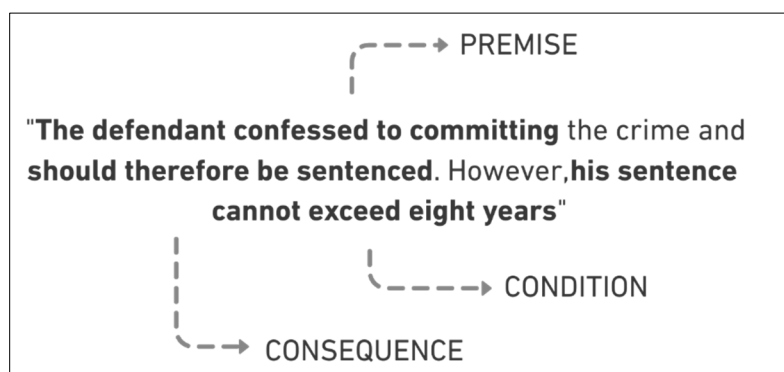 PREMISE
"The defendant confessed to committing the crime and
should therefore be sentenced. However,his sentence
cannot exceed eight years"
CONDITION
CONSEQUENCE